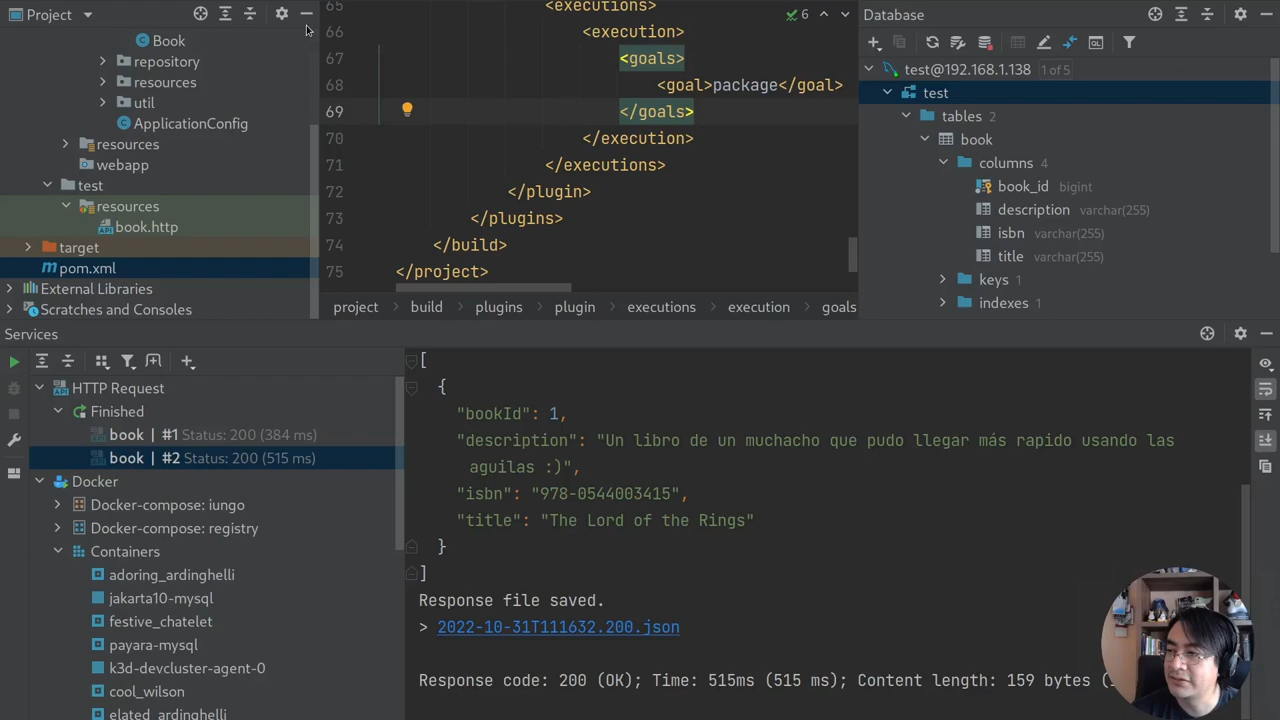 Project
Book
repository
resources
util
ApplicationConfig
resources
webapp
test
resources
book.http
target
pom.xml
External Libraries
Scratches and Consoles
65 <executions>
66 <execution>
67 <goals>
68 <goal>package</goal>
69 </goals>
70 </execution>
71 </executions>
72 </plugin>
73 </plugins>
74 </build>
75 </project>
6
project > build > plugins > plugin > executions > execution > goals
Database
test@192.168.1.138 1 of 5
test
tables 2
book
columns 4
book_id bigint
description varchar(255)
isbn varchar(255)
title varchar(255)
keys 1
indexes 1
Services
HTTP Request
Finished
book | #1 Status: 200 (384 ms)
book | #2 Status: 200 (515 ms)
Docker
Docker-compose: iungo
Docker-compose: registry
Containers
adoring_ardinghelli
jakarta10-mysql
festive_chatelet
payara-mysql
k3d-devcluster-agent-0
cool_wilson
elated_ardinghelli
[
{
"bookId": 1,
"description": "Un libro de un muchacho que pudo llegar más rapido usando las
aguilas :)",
"isbn": "978-0544003415",
"title": "The Lord of the Rings"
}
]
Response file saved.
> 2022-10-31T111632.200.json
Response code: 200 (OK); Time: 515ms (515 ms); Content length: 159 bytes (